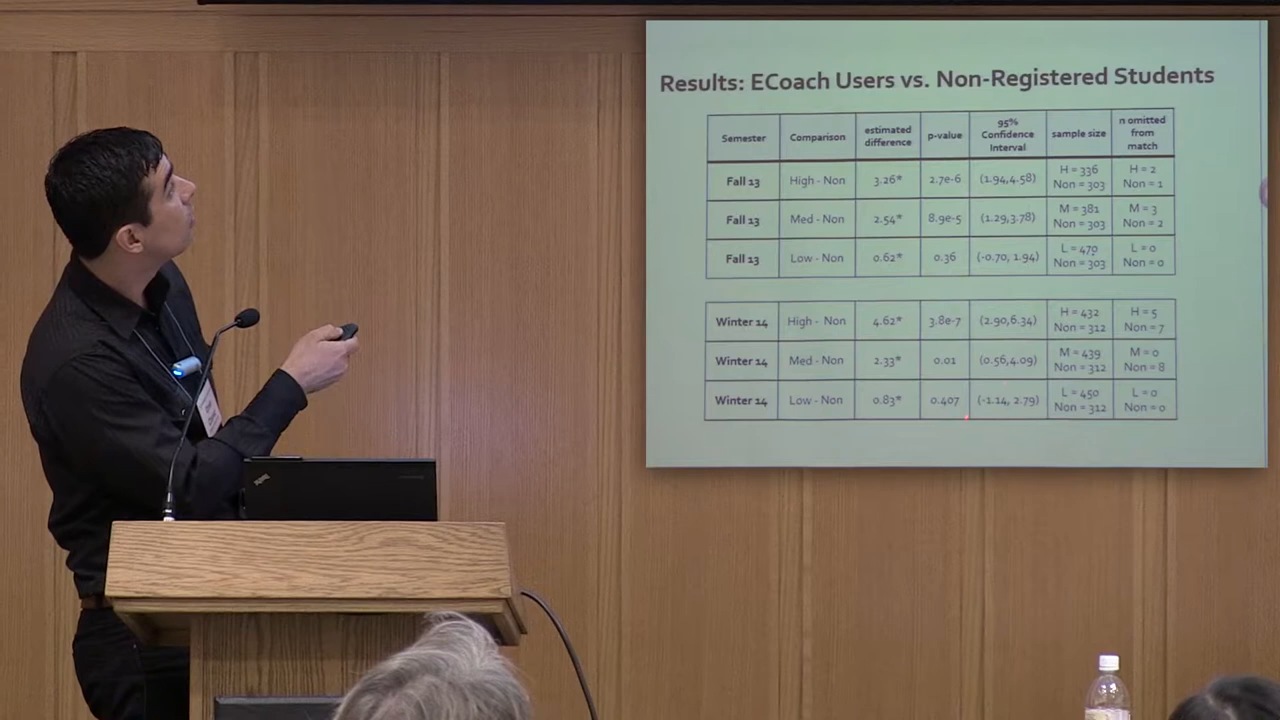 Results: ECoach Users vs. Non-Registered Students
Semester Comparison estimated difference p-value 95% Confidence Interval sample size n omitted from match
Fall 13 High - Non 3.26* 2.7e-6 (1.94,4.58) H = 336 Non = 303 H = 2 Non = 1
Fall 13 Med - Non 2.54* 8.9e-5 (1.29,3.78) M = 381 Non = 303 M = 3 Non = 2
Fall 13 Low - Non 0.62* 0.36 (-0.70, 1.94) L = 470 Non = 303 L = 0 Non = 0
Winter 14 High - Non 4.62* 3.8e-7 (2.90,6.34) H = 432 Non = 312 H = 5 Non = 7
Winter 14 Med - Non 2.33* 0.01 (0.56,4.09) M = 439 Non = 312 M = 0 Non = 8
Winter 14 Low - Non 0.83* 0.407 (-1.14, 2.79) L = 450 Non = 312 L = 0 Non = 0